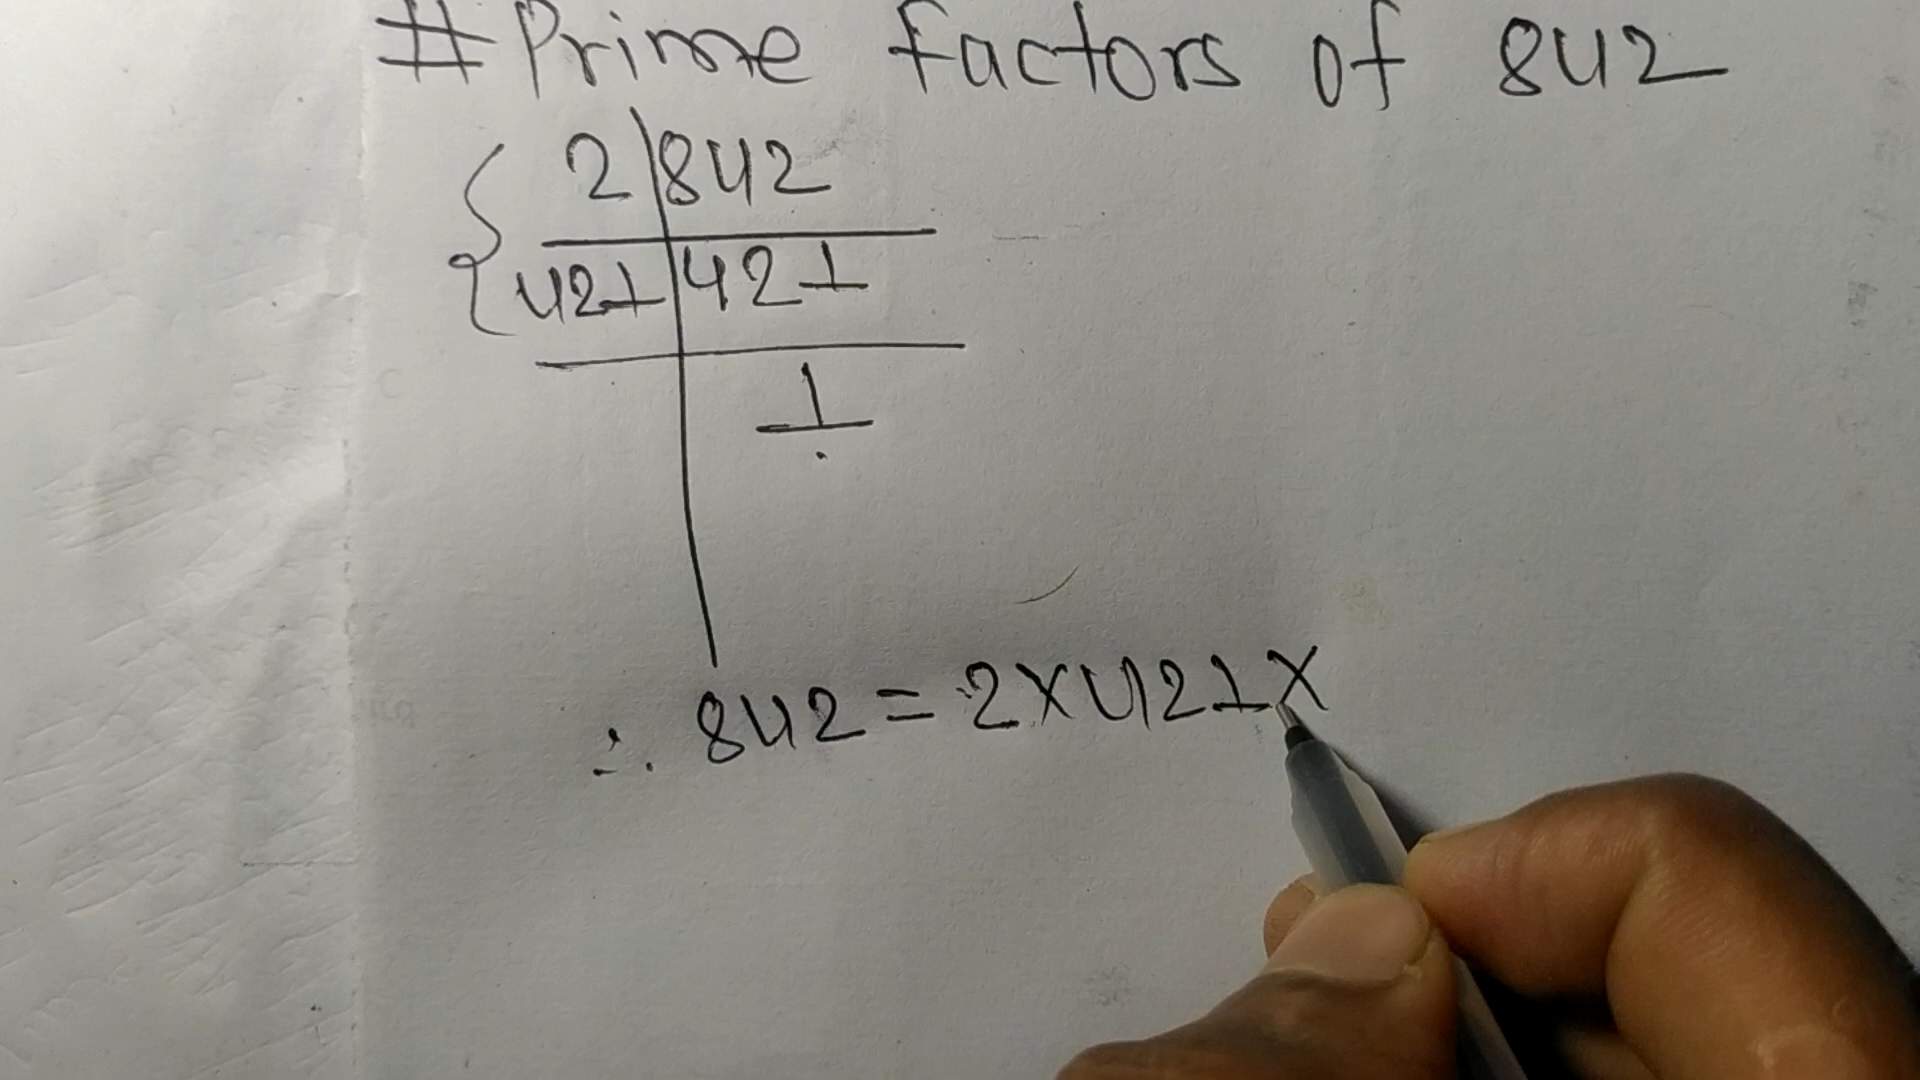 #Prime factors of 842
2|842
421|421
1
∴ 842 = 2×421×